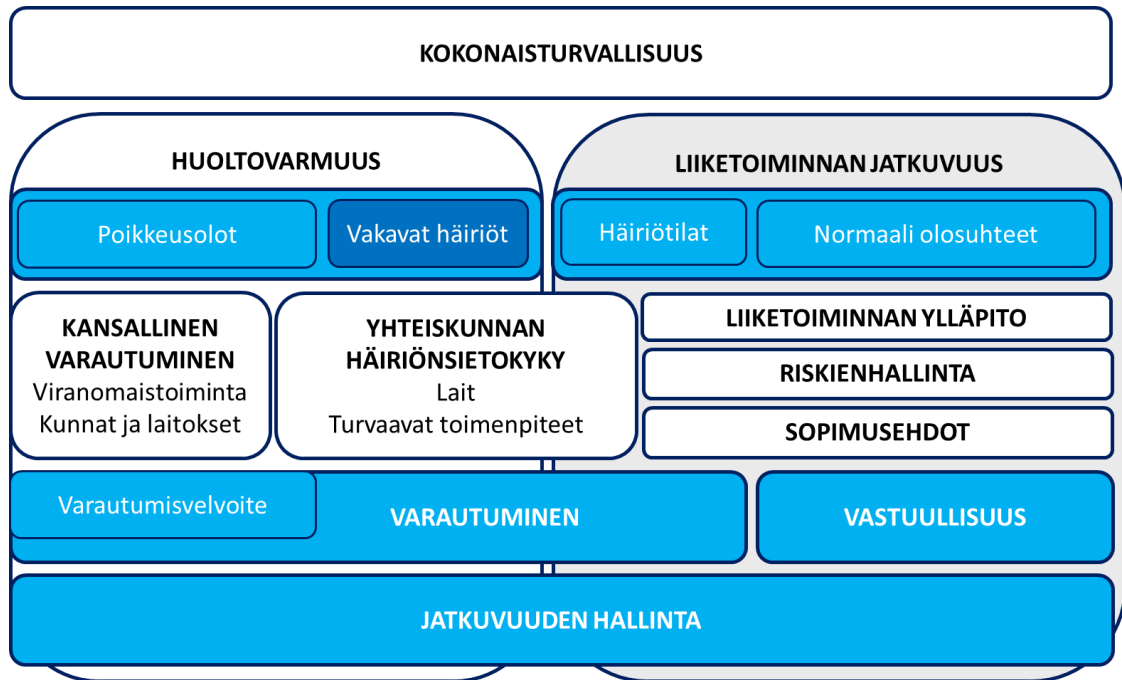 KOKONAISTURVALLISUUS
HUOLTOVARMUUS
LIIKETOIMINNAN JATKUVUUS
Poikkeusolot
Vakavat häiriöt
Häiriötilat
Normaali olosuhteet
KANSALLINEN
VARAUTUMINEN
Viranomaistoiminta
Kunnat ja laitokset
YHTEISKUNNAN
HÄIRIÖNSIETOKYKY
Lait
Turvaavat toimenpiteet
LIIKETOIMINNAN YLLÄPITO
RISKIENHALLINTA
SOPIMUSEHDOT
Varautumisvelvoite
VARAUTUMINEN
VASTUULLISUUS
JATKUVUUDEN HALLINTA